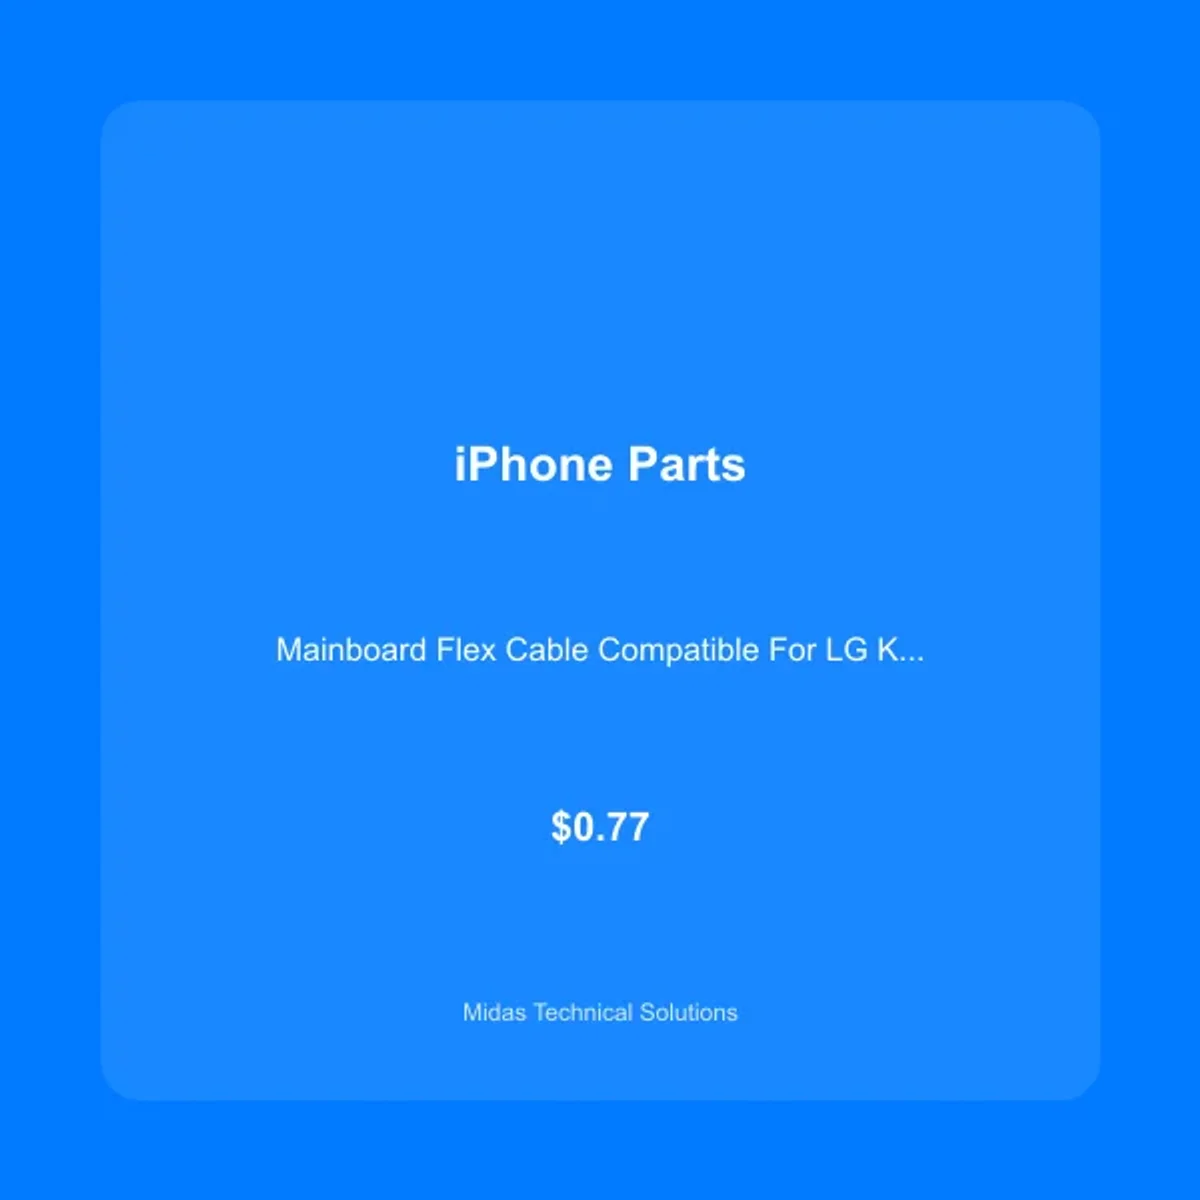 iPhone Parts
Mainboard Flex Cable Compatible For LG K...
$0.77
Midas Technical Solutions